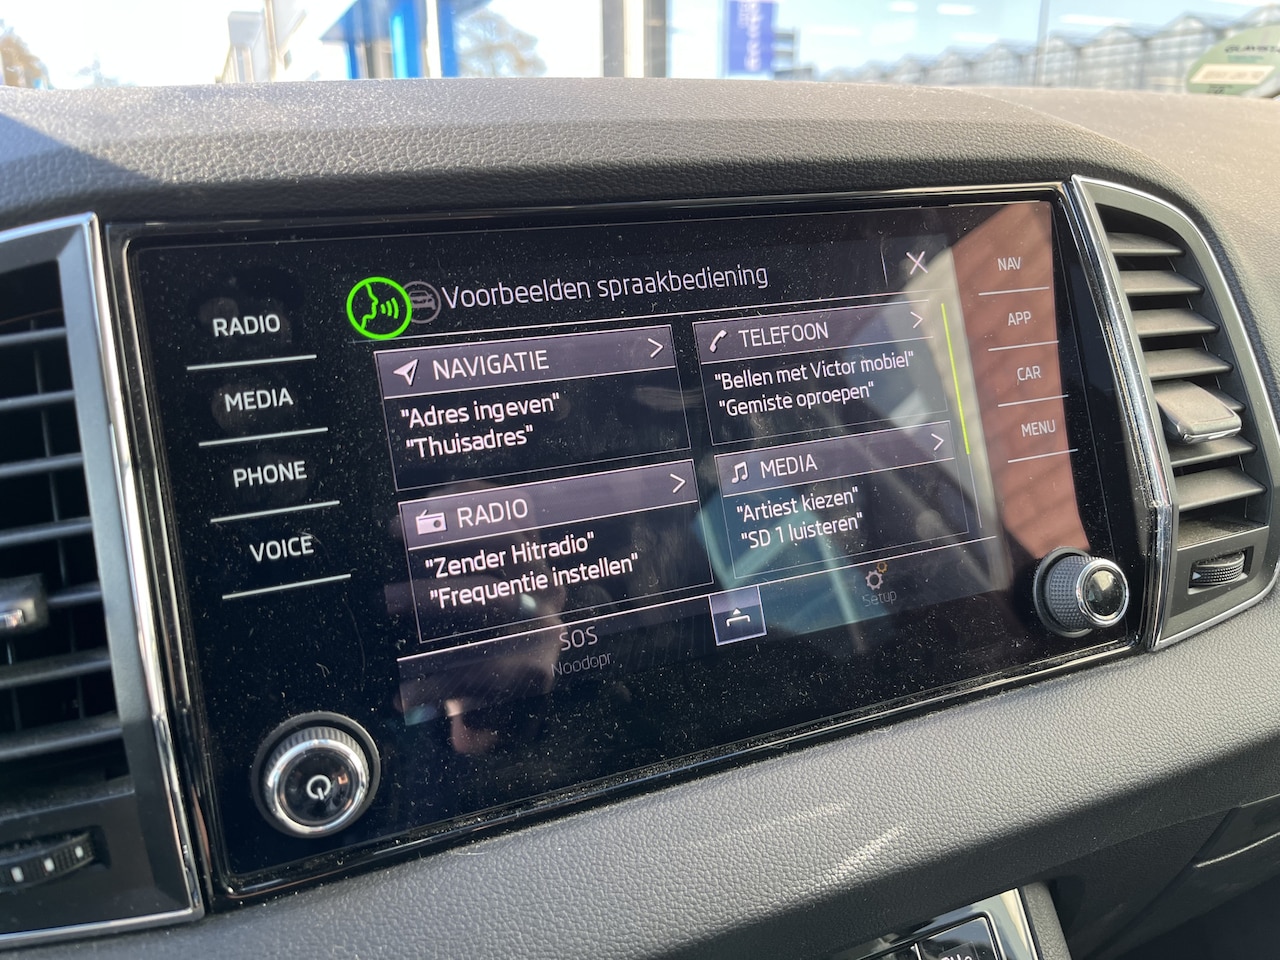 RADIO
MEDIA
PHONE
VOICE
Voorbeelden spraakbediening
NAVIGATIE
"Adres ingeven"
"Thuisadres"
TELEFOON
"Bellen met Victor mobiel"
"Gemiste oproepen"
RADIO
"Zender Hitradio"
"Frequentie instellen"
MEDIA
"Artiest kiezen"
"SD 1 luisteren"
SOS
Noodopr
Setup
NAV
APP
CAR
MENU